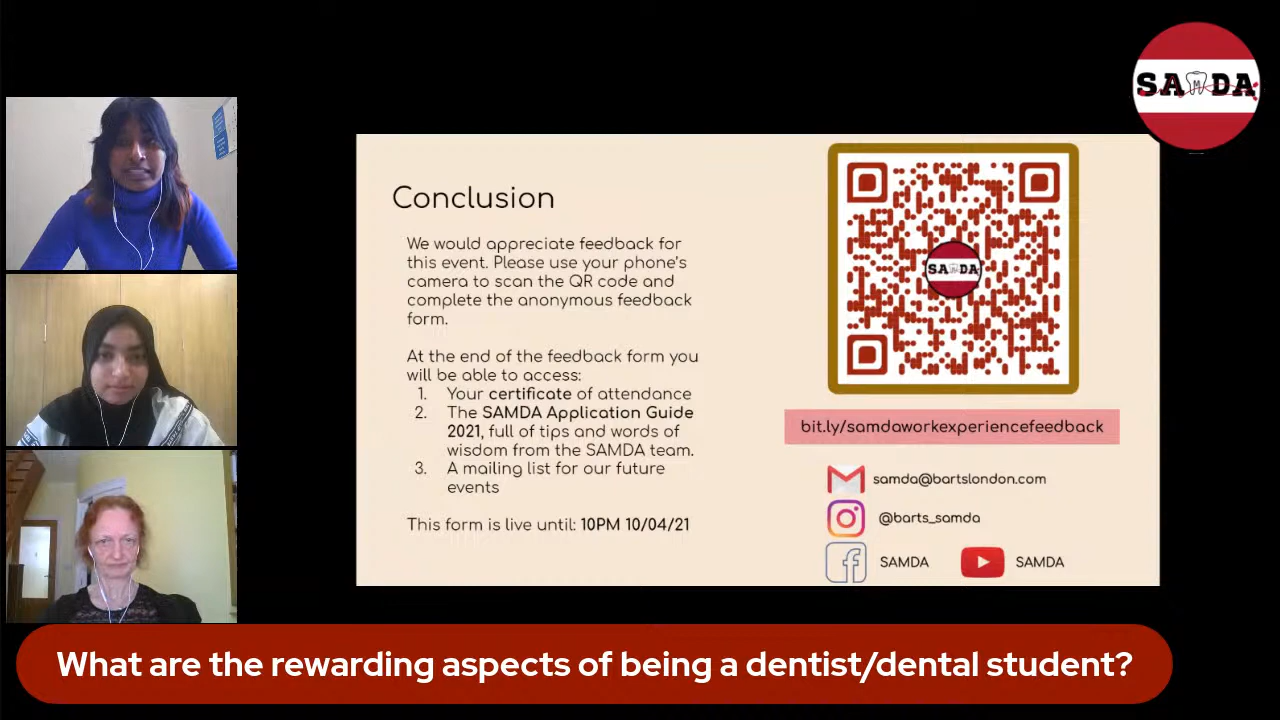 SAMDA
Conclusion
We would appreciate feedback for
this event. Please use your phone's
camera to scan the QR code and
complete the anonymous feedback
form.
At the end of the feedback form you
will be able to access:
1. Your certificate of attendance
2. The SAMDA Application Guide
2021, full of tips and words of
wisdom from the SAMDA team.
3. A mailing list for our future
events
This form is live until: 10PM 10/04/21
SAMDA
bit.ly/samdaworkexperiencefeedback
samda@bartslondon.com
@barts_samda
SAMDA
SAMDA
What are the rewarding aspects of being a dentist/dental student?